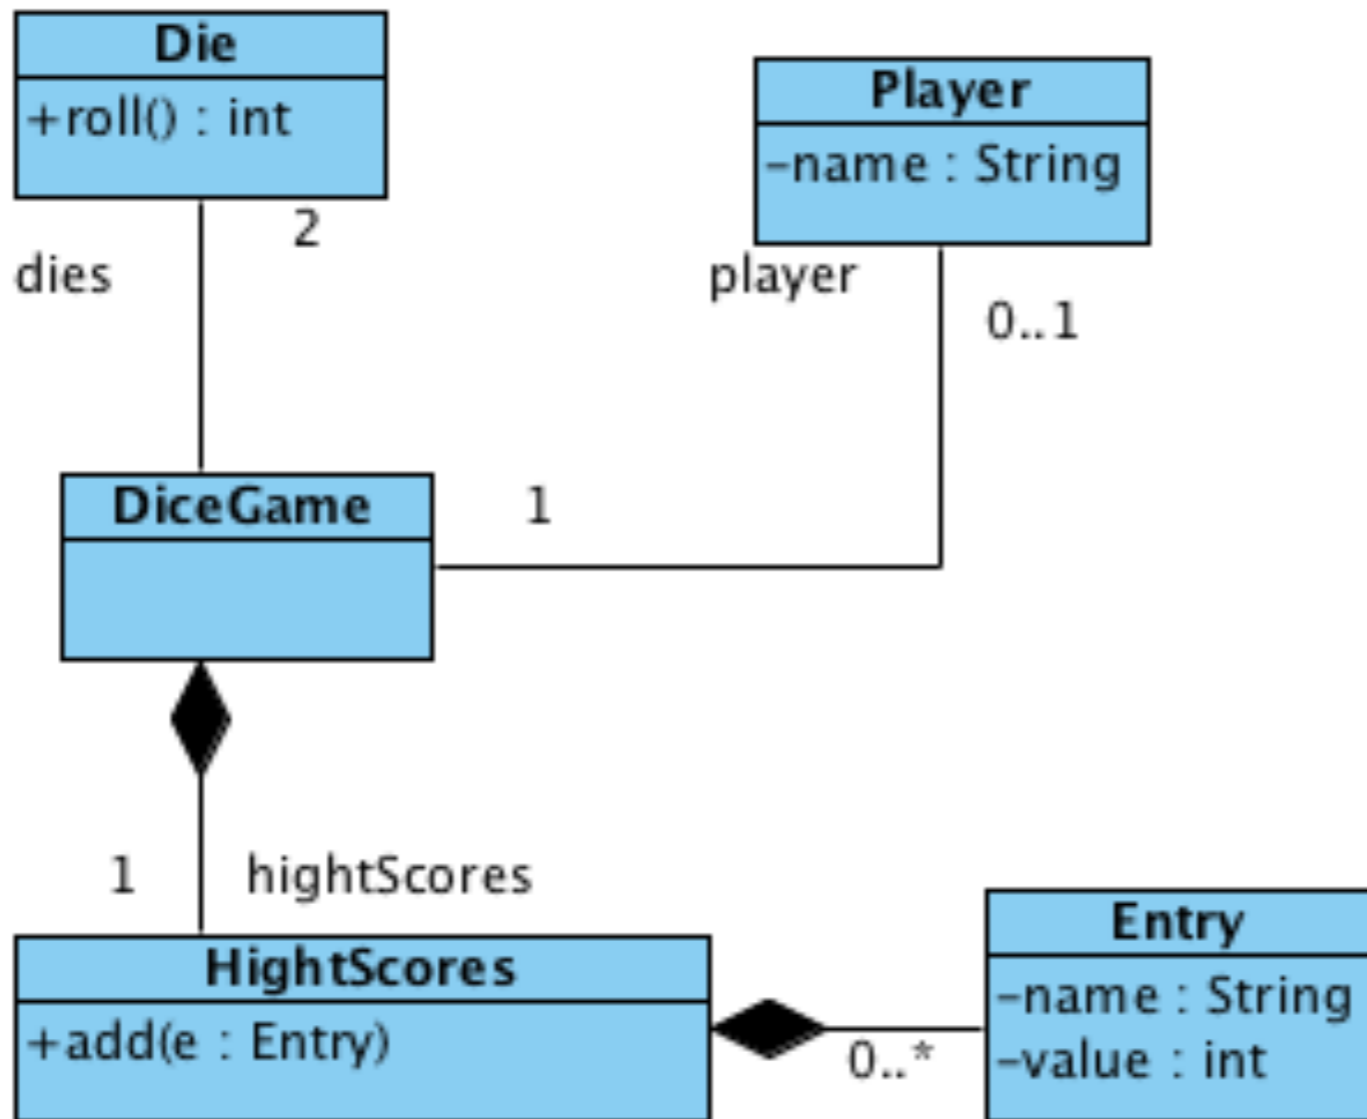 Die
+roll() : int
2
dies
Player
-name : String
player
0..1
DiceGame
1
1
hightScores
HightScores
+add(e : Entry)
0..*
Entry
-name : String
-value : int